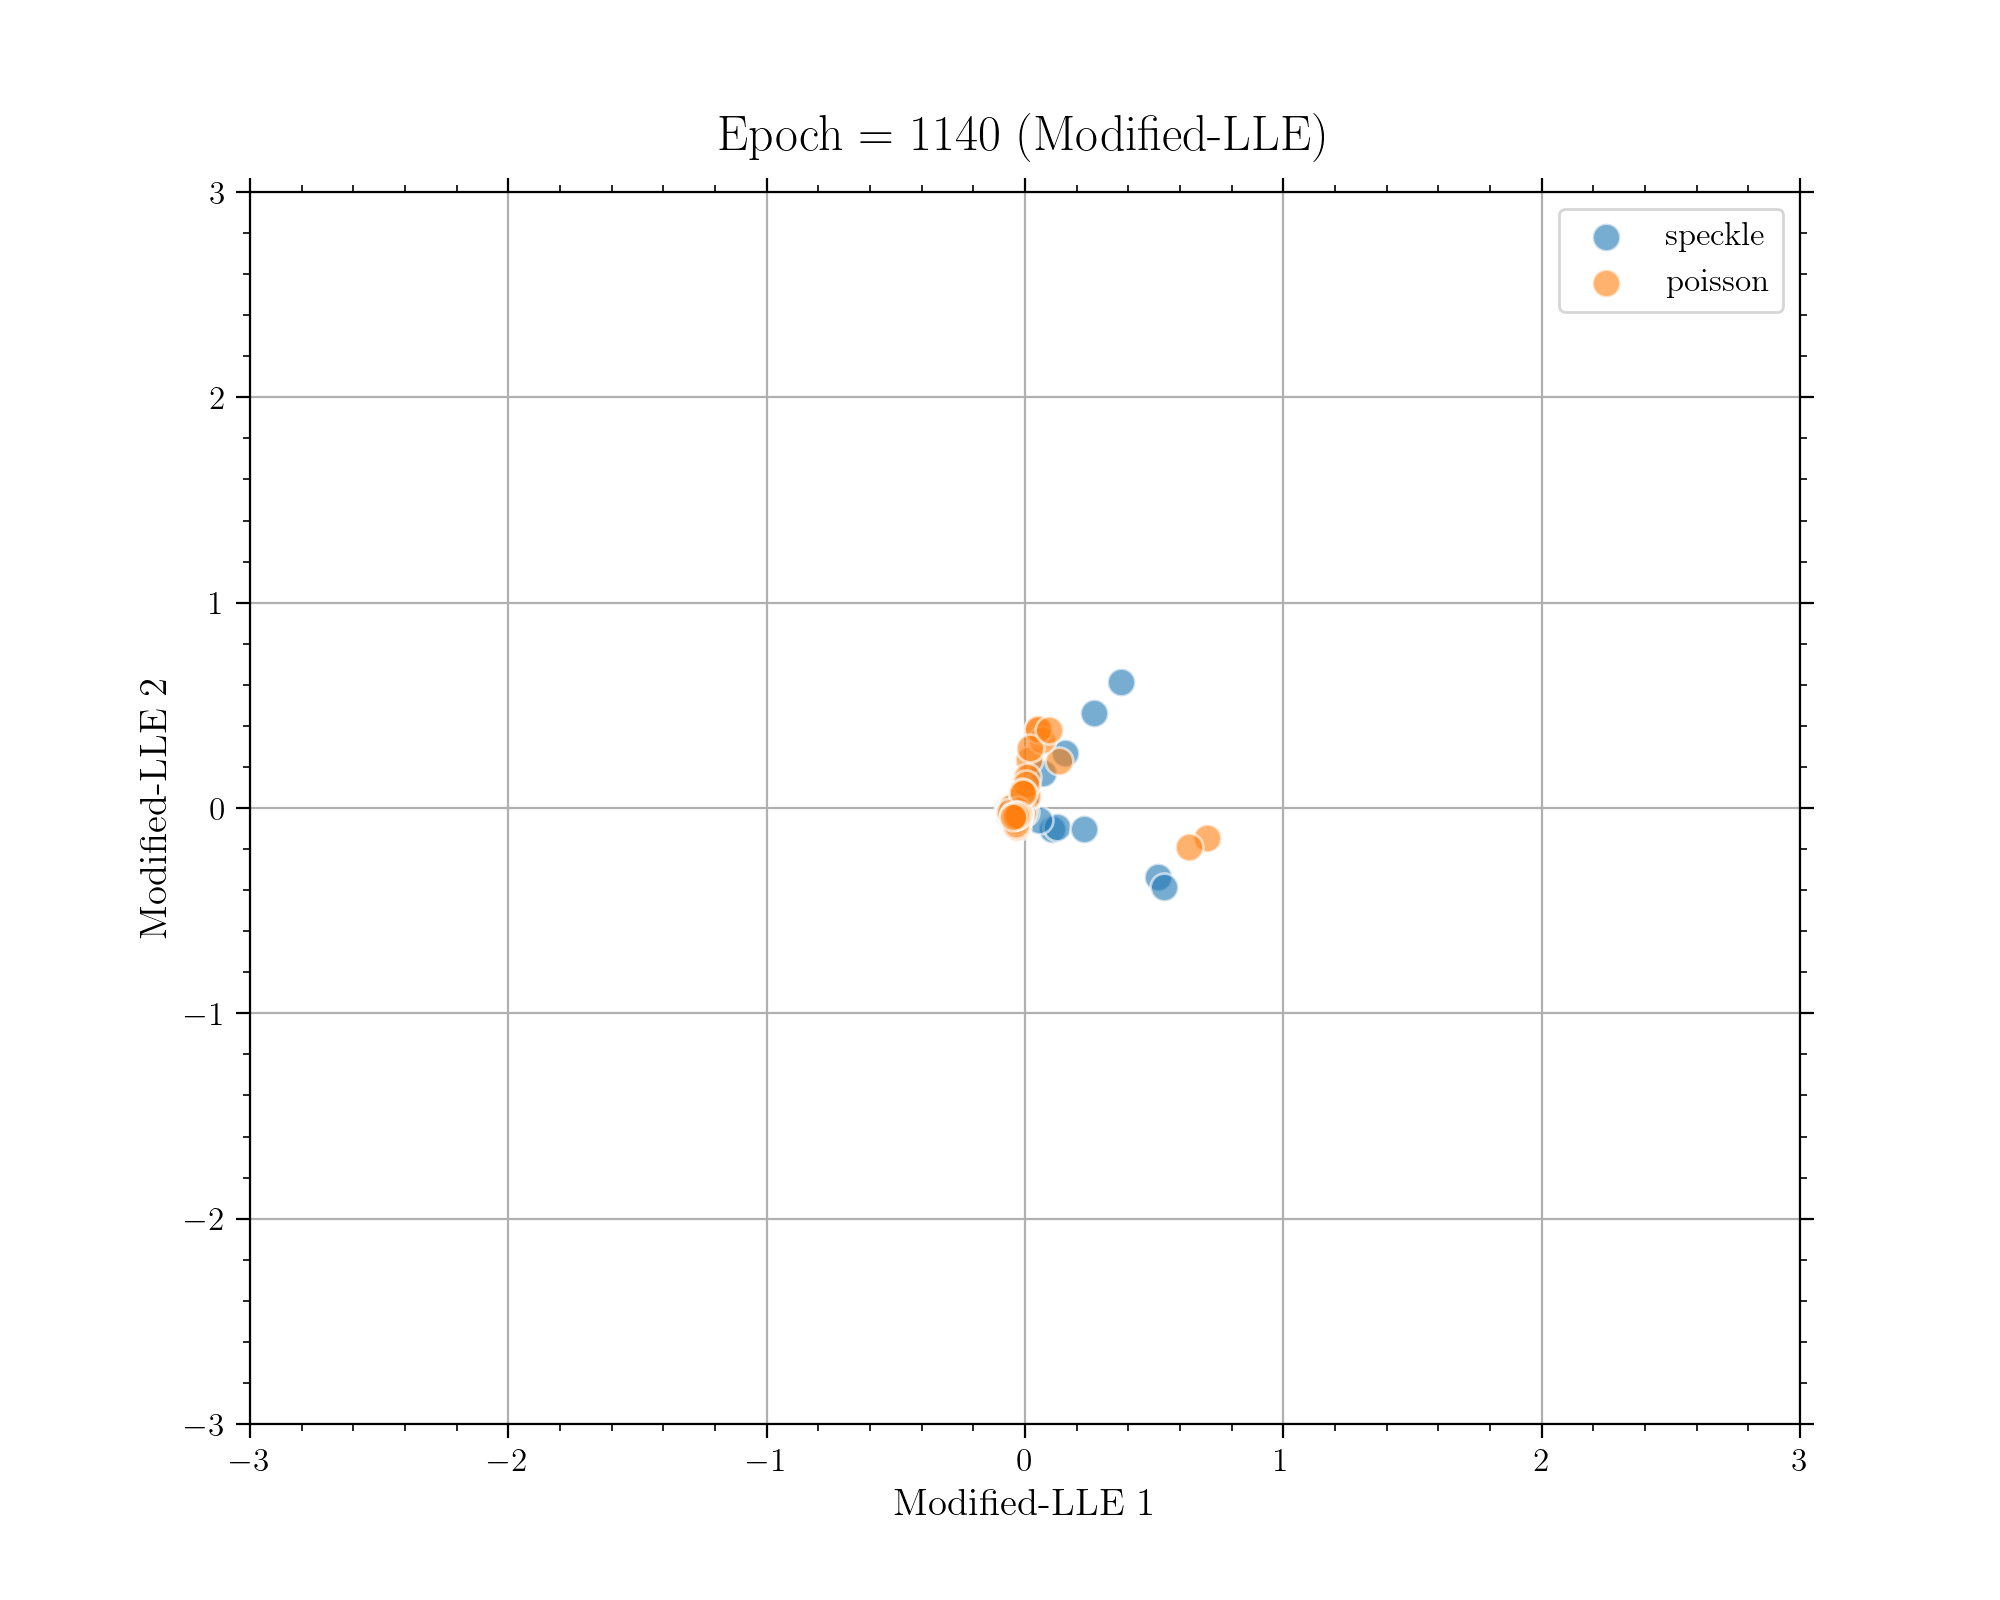 Epoch = 1140 (Modified-LLE)
speckle
poisson
3
2
1
0
−1
−2
−3
Modified-LLE 2
−3
−2
−1
0
1
2
3
Modified-LLE 1